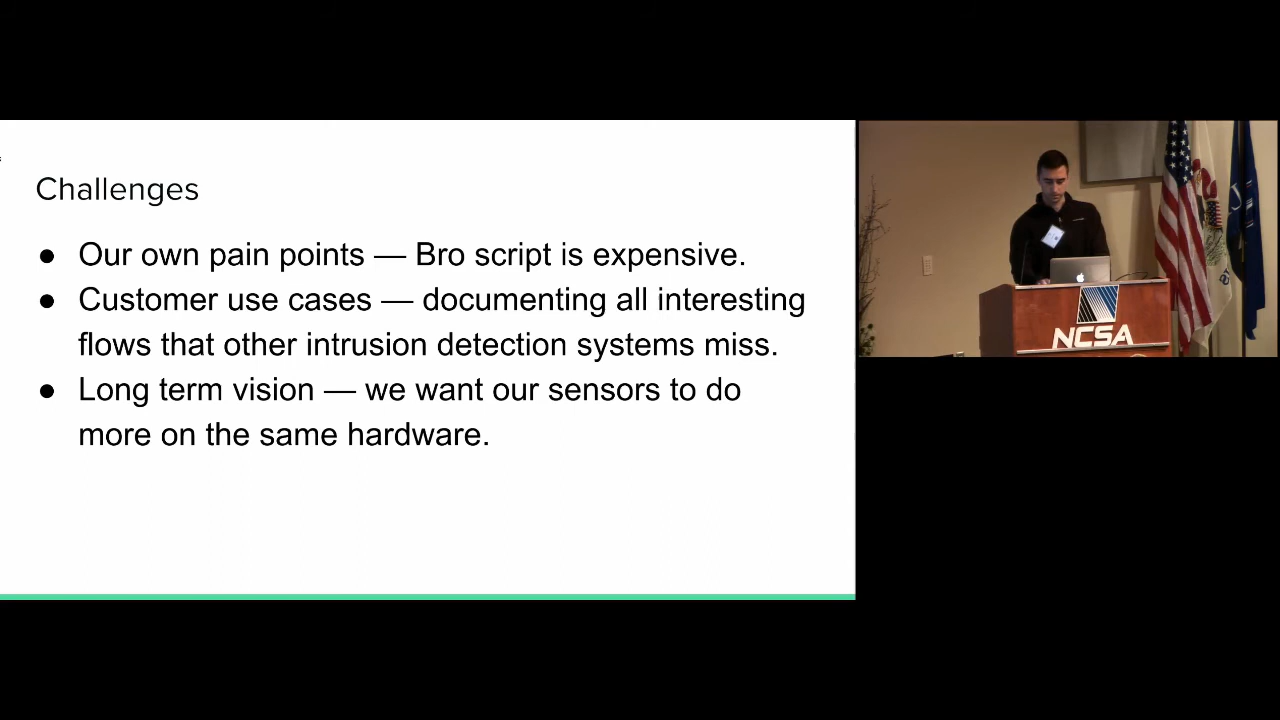 Challenges
● Our own pain points — Bro script is expensive.
● Customer use cases — documenting all interesting
flows that other intrusion detection systems miss.
● Long term vision — we want our sensors to do
more on the same hardware.
NCSA